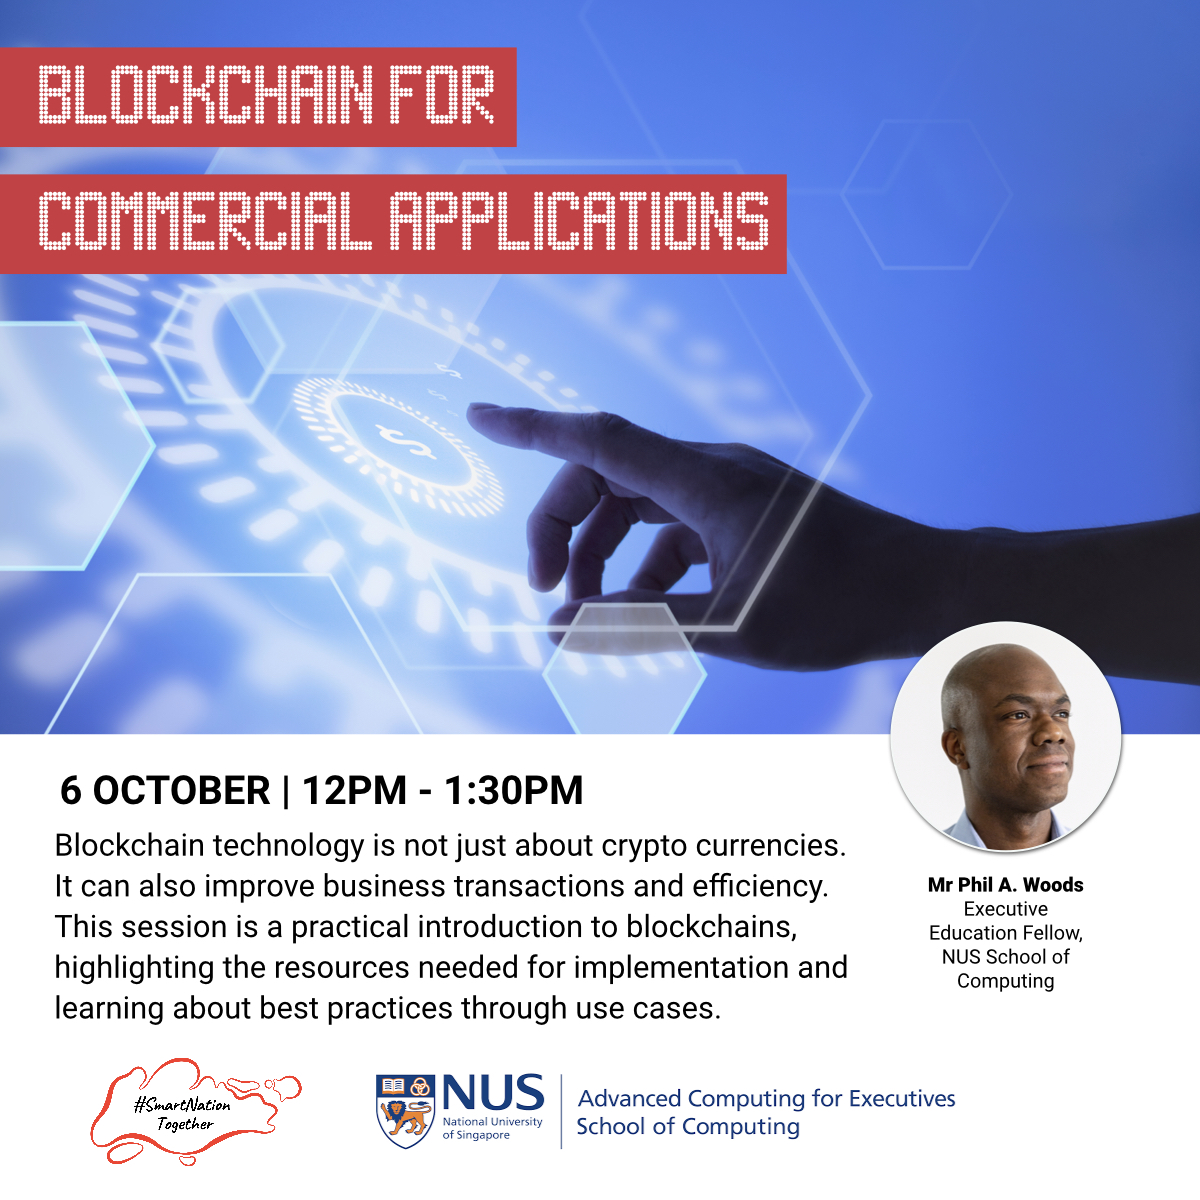 BLOCKCHAIN FOR
COMMERCIAL APPLICATIONS
$
$
6 OCTOBER | 12PM - 1:30PM
Blockchain technology is not just about crypto currencies.
It can also improve business transactions and efficiency.
This session is a practical introduction to blockchains,
highlighting the resources needed for implementation and
learning about best practices through use cases.
Mr Phil A. Woods
Executive
Education Fellow,
NUS School of
Computing
#SmartNation
Together
NUS
National University
of Singapore
Advanced Computing for Executives
School of Computing